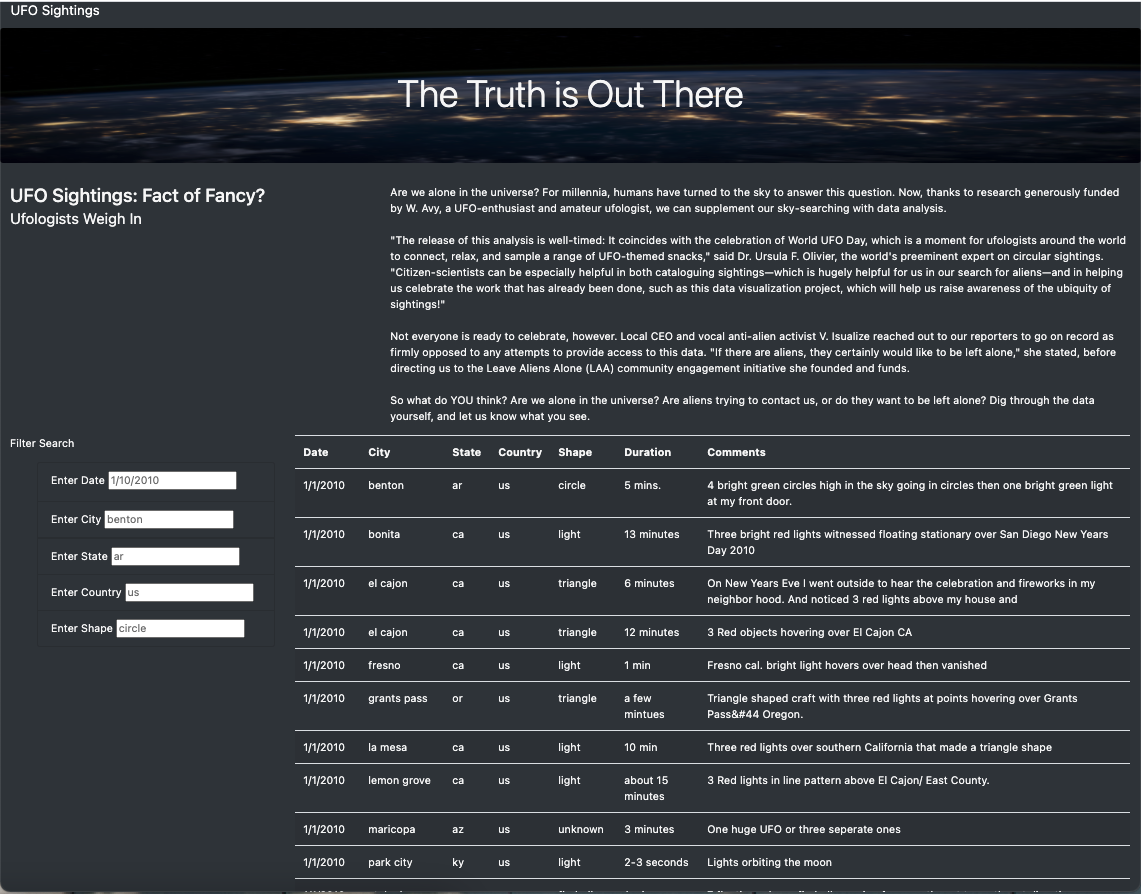 UFO Sightings
The Truth is Out There
UFO Sightings: Fact of Fancy?
Ufologists Weigh In
Are we alone in the universe? For millennia, humans have turned to the sky to answer this question. Now, thanks to research generously funded
by W. Avy, a UFO-enthusiast and amateur ufologist, we can supplement our sky-searching with data analysis.
"The release of this analysis is well-timed: It coincides with the celebration of World UFO Day, which is a moment for ufologists around the world
to connect, relax, and sample a range of UFO-themed snacks," said Dr. Ursula F. Olivier, the world's preeminent expert on circular sightings.
"Citizen-scientists can be especially helpful in both cataloguing sightings—which is hugely helpful for us in our search for aliens—and in helping
us celebrate the work that has already been done, such as this data visualization project, which will help us raise awareness of the ubiquity of
sightings!"
Not everyone is ready to celebrate, however. Local CEO and vocal anti-alien activist V. Isualize reached out to our reporters to go on record as
firmly opposed to any attempts to provide access to this data. "If there are aliens, they certainly would like to be left alone," she stated, before
directing us to the Leave Aliens Alone (LAA) community engagement initiative she founded and funds.
So what do YOU think? Are we alone in the universe? Are aliens trying to contact us, or do they want to be left alone? Dig through the data
yourself, and let us know what you see.
Filter Search
Enter Date 1/10/2010
Enter City benton
Enter State ar
Enter Country us
Enter Shape circle
Date City State Country Shape Duration Comments
1/1/2010 benton ar us circle 5 mins. 4 bright green circles high in the sky going in circles then one bright green light
at my front door.
1/1/2010 bonita ca us light 13 minutes Three bright red lights witnessed floating stationary over San Diego New Years
Day 2010
1/1/2010 el cajon ca us triangle 6 minutes On New Years Eve I went outside to hear the celebration and fireworks in my
neighbor hood. And noticed 3 red lights above my house and
1/1/2010 el cajon ca us triangle 12 minutes 3 Red objects hovering over El Cajon CA
1/1/2010 fresno ca us light 1 min Fresno cal. bright light hovers over head then vanished
1/1/2010 grants pass or us triangle a few Triangle shaped craft with three red lights at points hovering over Grants
mintues Pass&#44 Oregon.
1/1/2010 la mesa ca us light 10 min Three red lights over southern California that made a triangle shape
1/1/2010 lemon grove ca us light about 15 3 Red lights in line pattern above El Cajon/ East County.
minutes
1/1/2010 maricopa az us unknown 3 minutes One huge UFO or three seperate ones
1/1/2010 park city ky us light 2-3 seconds Lights orbiting the moon